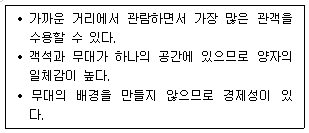 • 가까운 거리에서 관람하면서 가장 많은 관객을
수용할 수 있다.
• 객석과 무대가 하나의 공간에 있으므로 양자의
일체감이 높다.
• 무대의 배경을 만들지 않으므로 경제성이 있
다.